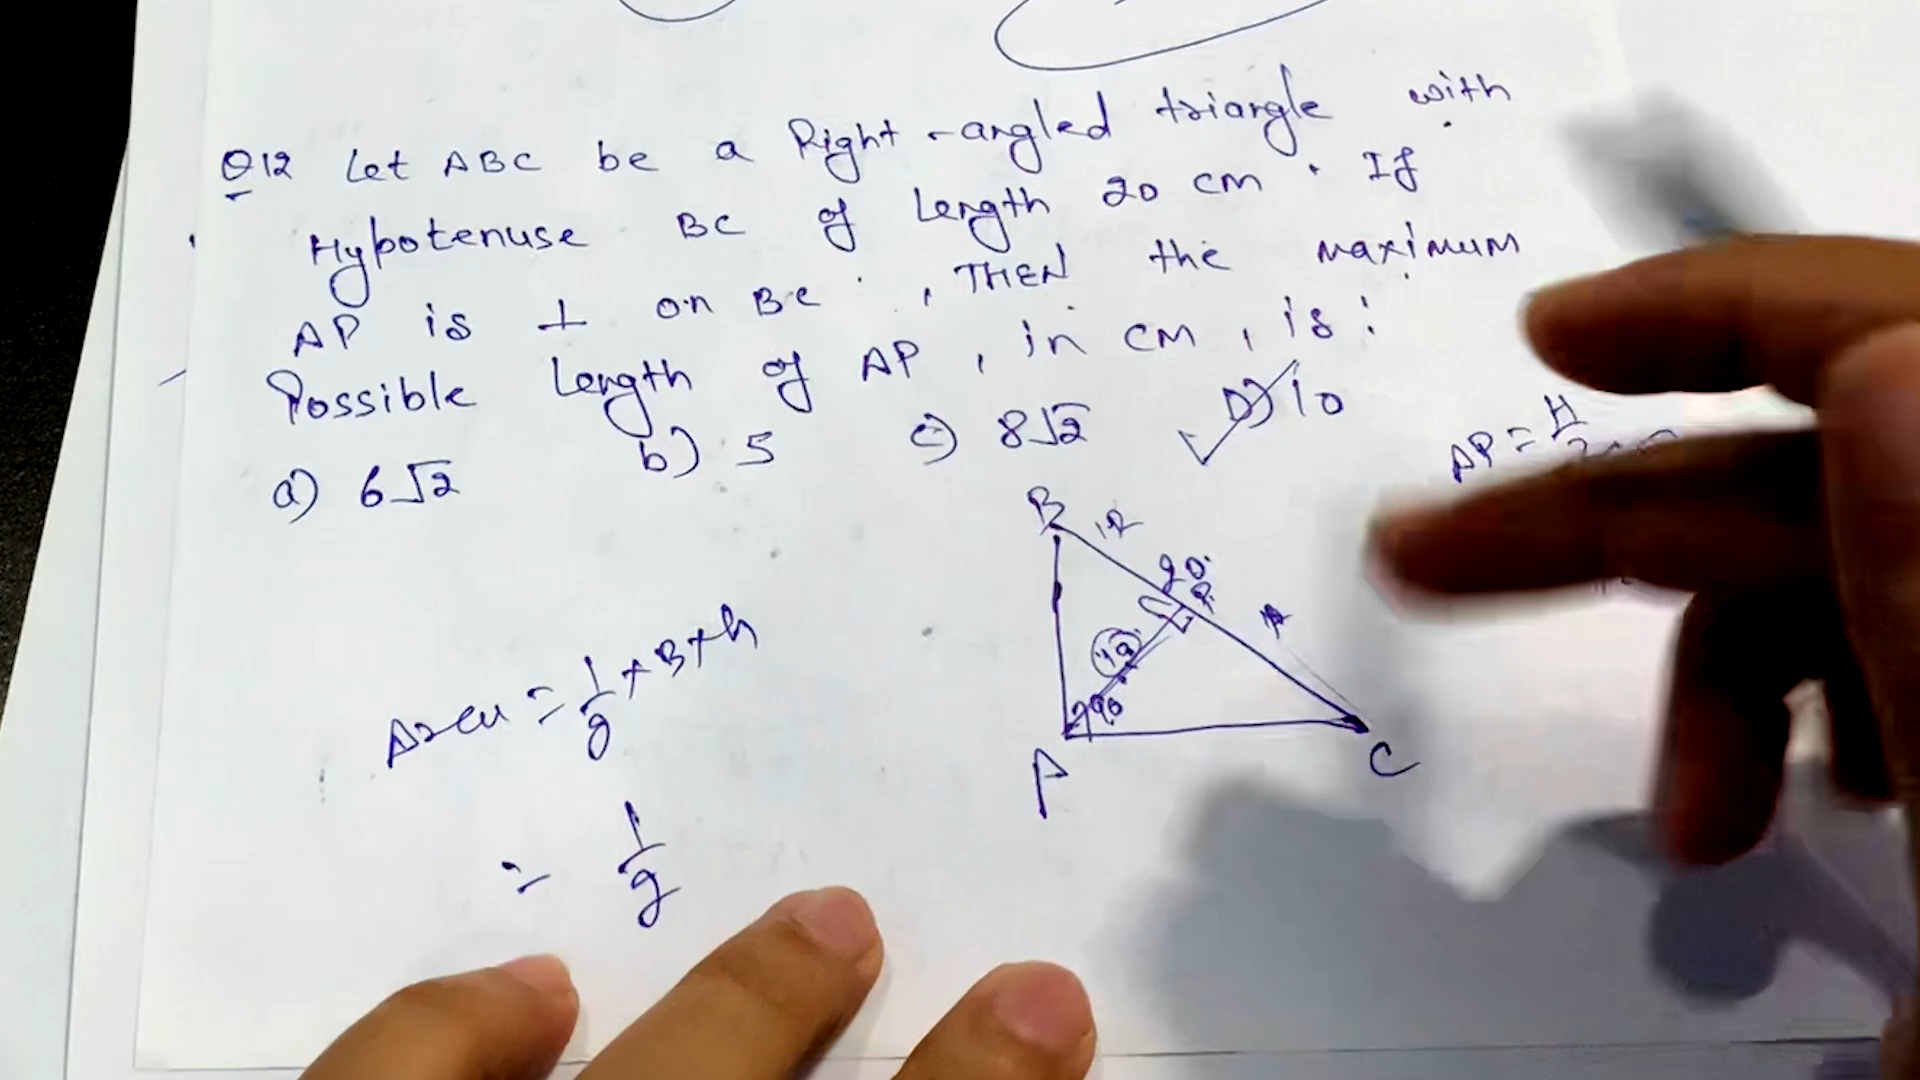 Q12 Let ABC be a Right-angled triangle with
Hypotenuse BC of Length 20 cm. If
AP is ⊥ on BC, THEN the maximum
Possible Length of AP, in cm, is:
a) 6√2 b) 5 c) 8√2 D) 10
AP = H
B
R
20
R
90
A
C
Area = 1/2 × B × h
= 1/2